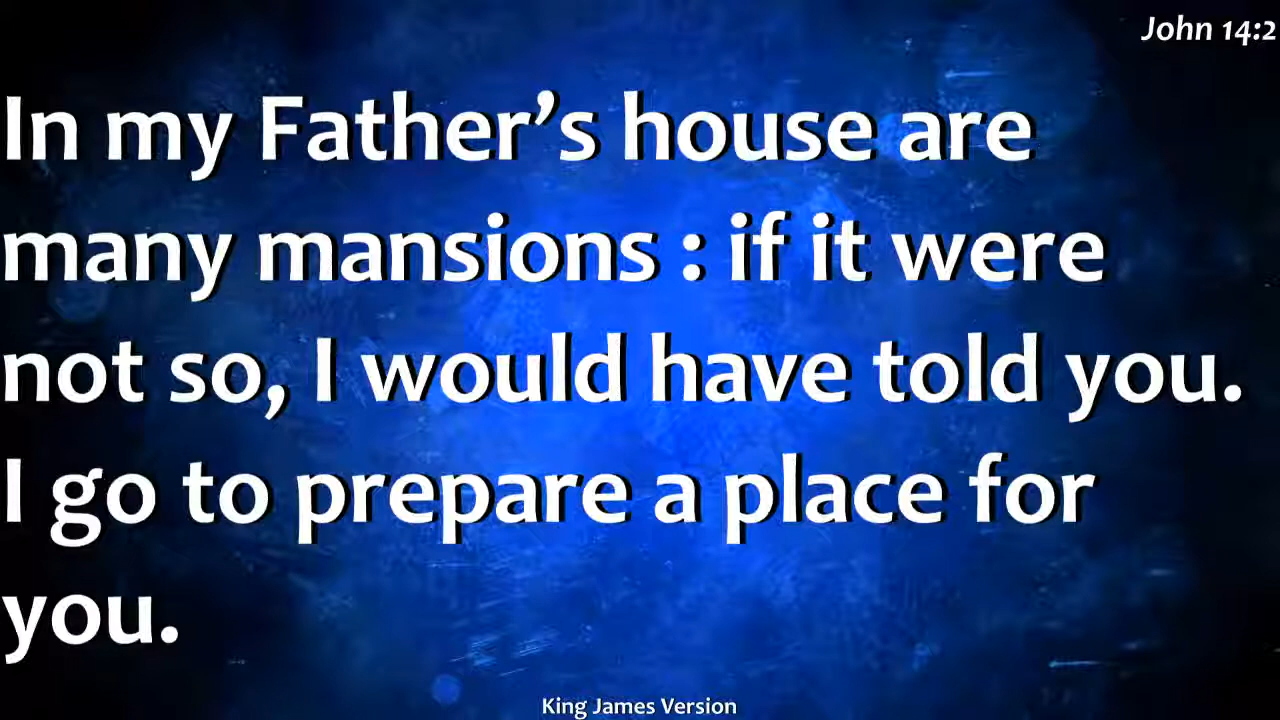 John 14:2
In my Father’s house are
many mansions : if it were
not so, I would have told you.
I go to prepare a place for
you.
King James Version